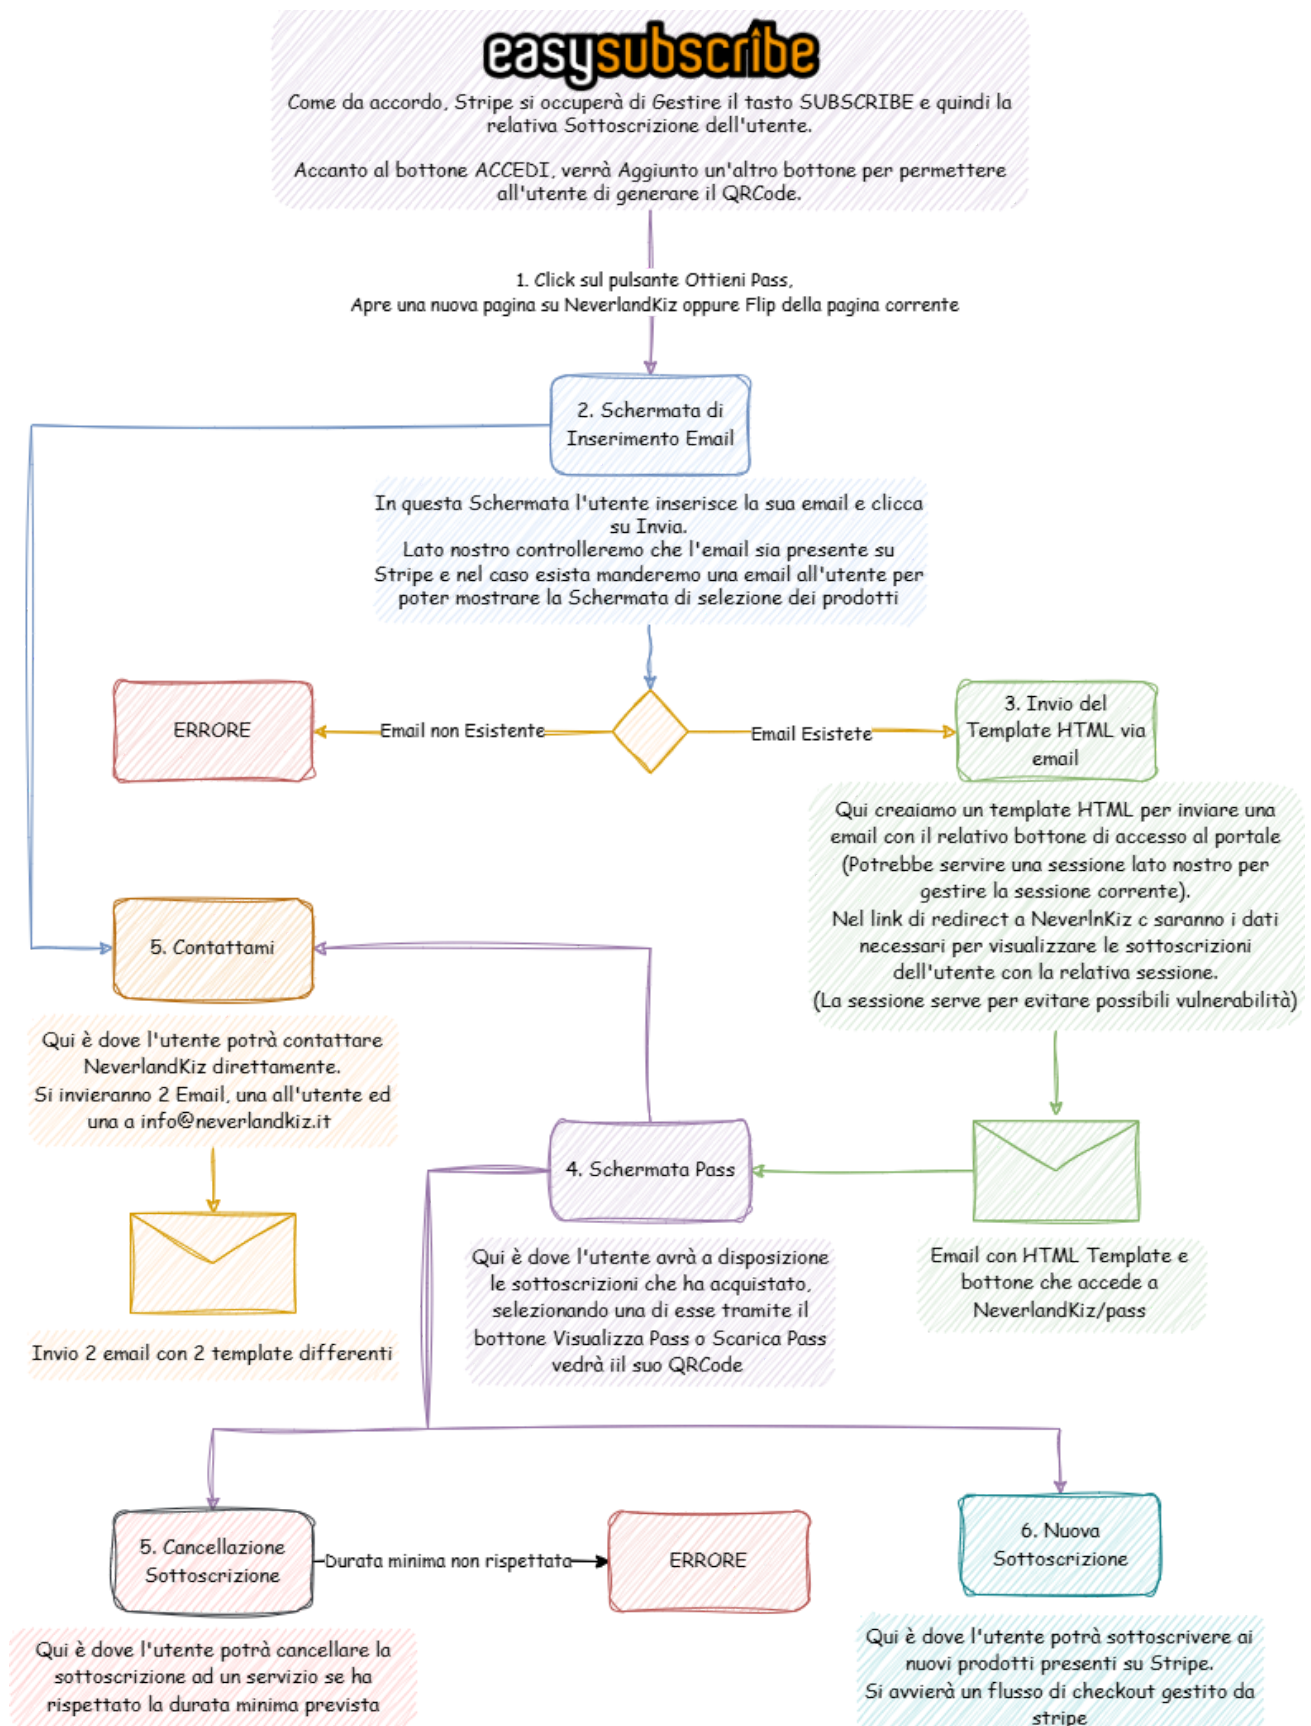 easysubscribe
Come da accordo, Stripe si occuperà di Gestire il tasto SUBSCRIBE e quindi la
relativa Sottoscrizione dell'utente.
Accanto al bottone ACCEDI, verrà Aggiunto un'altro bottone per permettere
all'utente di generare il QRCode.
1. Click sul pulsante Ottieni Pass,
Apre una nuova pagina su NeverlandKiz oppure Flip della pagina corrente
2. Schermata di
Inserimento Email
In questa Schermata l'utente inserisce la sua email e clicca
su Invia.
Lato nostro controlleremo che l'email sia presente su
Stripe e nel caso esista manderemo una email all'utente per
poter mostrare la Schermata di selezione dei prodotti
ERRORE
Email non Esistente
Email Esistete
3. Invio del
Template HTML via
email
Qui creaiamo un template HTML per inviare una
email con il relativo bottone di accesso al portale
(Potrebbe servire una sessione lato nostro per
gestire la sessione corrente).
Nel link di redirect a NeverlnKiz c saranno i dati
necessari per visualizzare le sottoscrizioni
dell'utente con la relativa sessione.
(La sessione serve per evitare possibili vulnerabilità)
5. Contattami
Qui è dove l'utente potrà contattare
NeverlandKiz direttamente.
Si invieranno 2 Email, una all'utente ed
una a info@neverlandkiz.it
4. Schermata Pass
Qui è dove l'utente avrà a disposizione
le sottoscrizioni che ha acquistato,
selezionando una di esse tramite il
bottone Visualizza Pass o Scarica Pass
vedrà iil suo QRCode
Email con HTML Template e
bottone che accede a
NeverlandKiz/pass
Invio 2 email con 2 template differenti
5. Cancellazione
Sottoscrizione
Durata minima non rispettata
ERRORE
6. Nuova
Sottoscrizione
Qui è dove l'utente potrà cancellare la
sottoscrizione ad un servizio se ha
rispettato la durata minima prevista
Qui è dove l'utente potrà sottoscrivere ai
nuovi prodotti presenti su Stripe.
Si avvierà un flusso di checkout gestito da
stripe